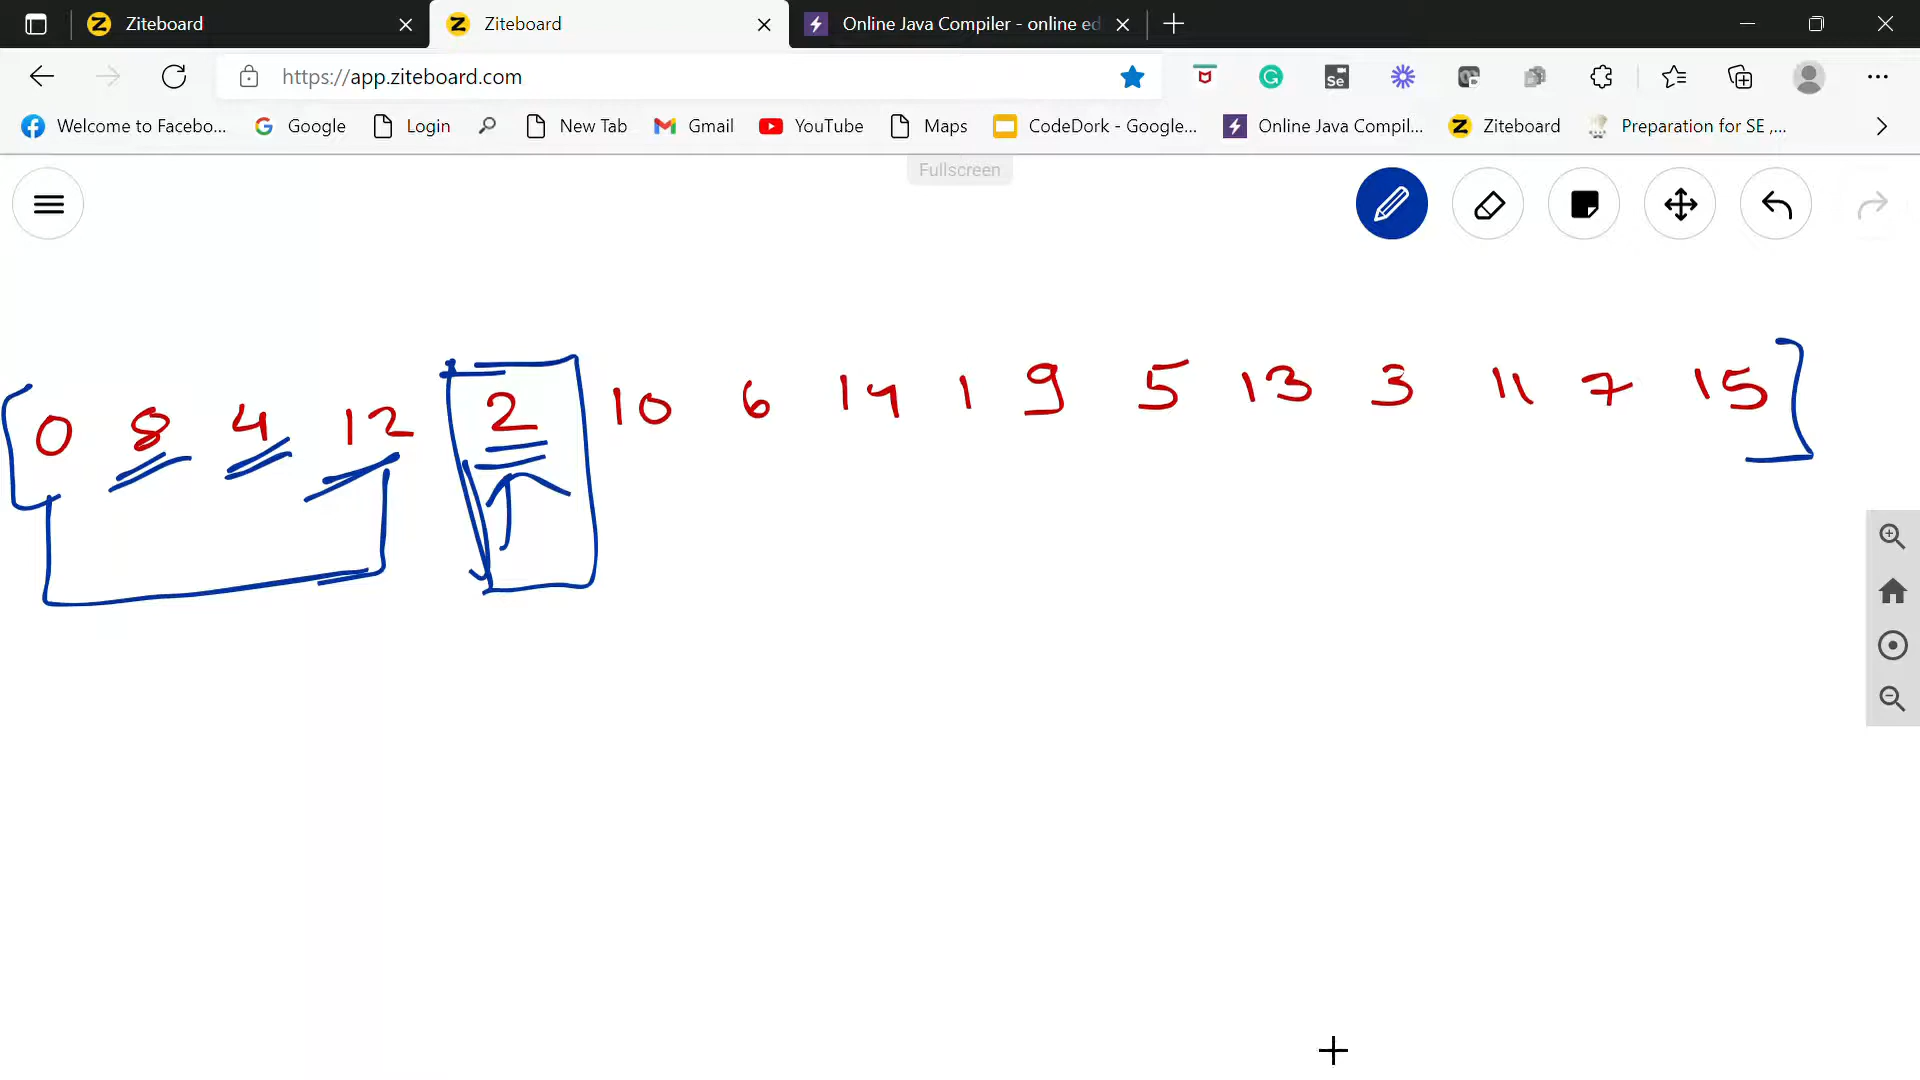 Ziteboard
Ziteboard
Online Java Compiler - online ed
https://app.ziteboard.com
Se
Welcome to Facebo...
Google
Login
New Tab
Gmail
YouTube
Maps
CodeDork - Google...
Online Java Compil...
Ziteboard
Preparation for SE ,...
Fullscreen
[0 8 4 12 2 10 6 14 1 9 5 13 3 11 7 15]